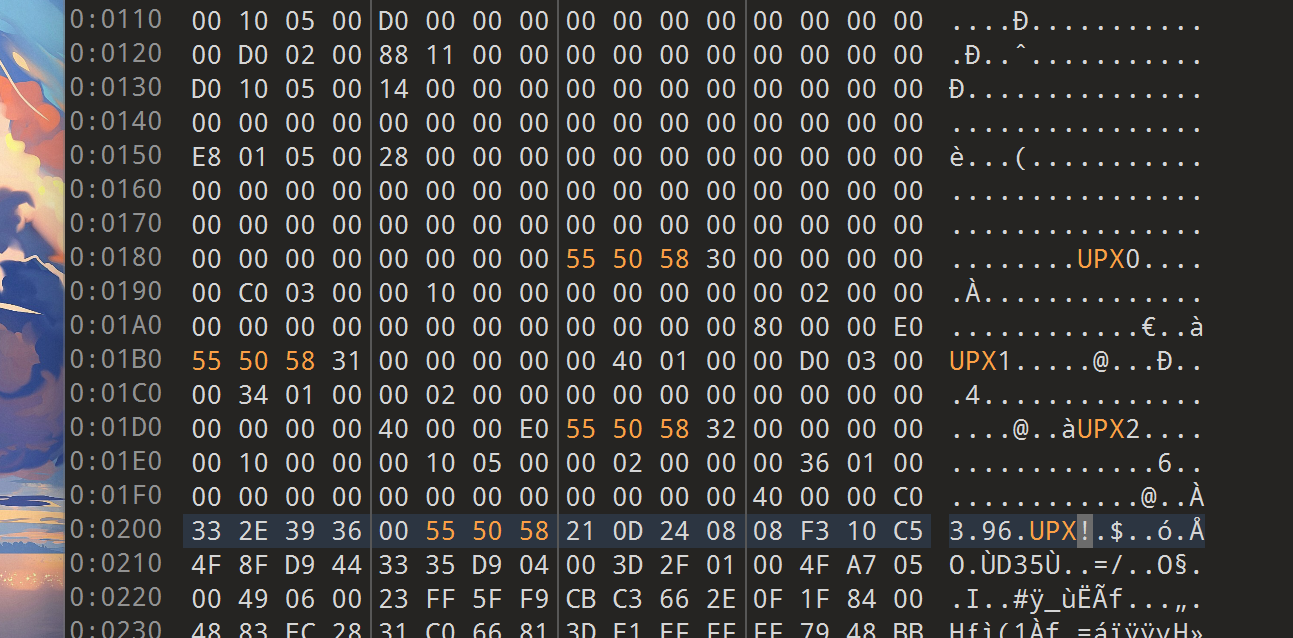 0:0110 00 10 05 00 D0 00 00 00 00 00 00 00 00 00 00 00 ....Ð...........
0:0120 00 D0 02 00 88 11 00 00 00 00 00 00 00 00 00 00 .Ð..ˆ...........
0:0130 D0 10 05 00 14 00 00 00 00 00 00 00 00 00 00 00 Ð...............
0:0140 00 00 00 00 00 00 00 00 00 00 00 00 00 00 00 00 ................
0:0150 E8 01 05 00 28 00 00 00 00 00 00 00 00 00 00 00 è...(...........
0:0160 00 00 00 00 00 00 00 00 00 00 00 00 00 00 00 00 ................
0:0170 00 00 00 00 00 00 00 00 00 00 00 00 00 00 00 00 ................
0:0180 00 00 00 00 00 00 00 00 55 50 58 30 00 00 00 00 ........UPX0....
0:0190 00 C0 03 00 00 10 00 00 00 00 00 00 00 02 00 00 .À..............
0:01A0 00 00 00 00 00 00 00 00 00 00 00 00 80 00 00 E0 ............€..à
0:01B0 55 50 58 31 00 00 00 00 00 40 01 00 00 D0 03 00 UPX1.....@...Ð..
0:01C0 00 34 01 00 00 02 00 00 00 00 00 00 00 00 00 00 .4..............
0:01D0 00 00 00 00 40 00 00 E0 55 50 58 32 00 00 00 00 ....@..àUPX2....
0:01E0 00 10 00 00 00 10 05 00 00 02 00 00 00 36 01 00 .............6..
0:01F0 00 00 00 00 00 00 00 00 00 00 00 00 40 00 00 C0 ............@..À
0:0200 33 2E 39 36 00 55 50 58 21 0D 24 08 08 F3 10 C5 3.96.UPX!.$..ó.Å
0:0210 4F 8F D9 44 33 35 D9 04 00 3D 2F 01 00 4F A7 05 O.ÙD35Ù..=/..O§.
0:0220 00 49 06 00 23 FF 5F F9 CB C3 66 2E 0F 1F 84 00 .I..#ÿ_ùËÃf...„.
0:0230 48 83 EC 28 31 C0 66 81 3D E1 EF FF FF 79 48 BB